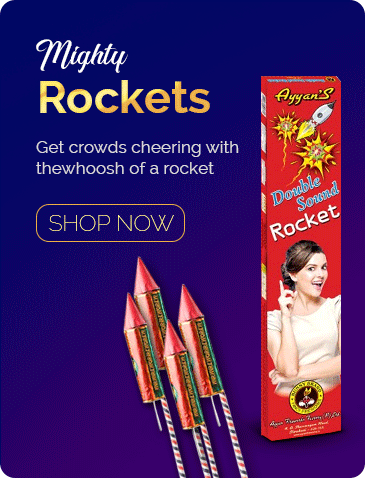 Mighty
Rockets
Get crowds cheering with
thewhoosh of a rocket
SHOP NOW
Ayyan'S
Double
Sound
Rocket